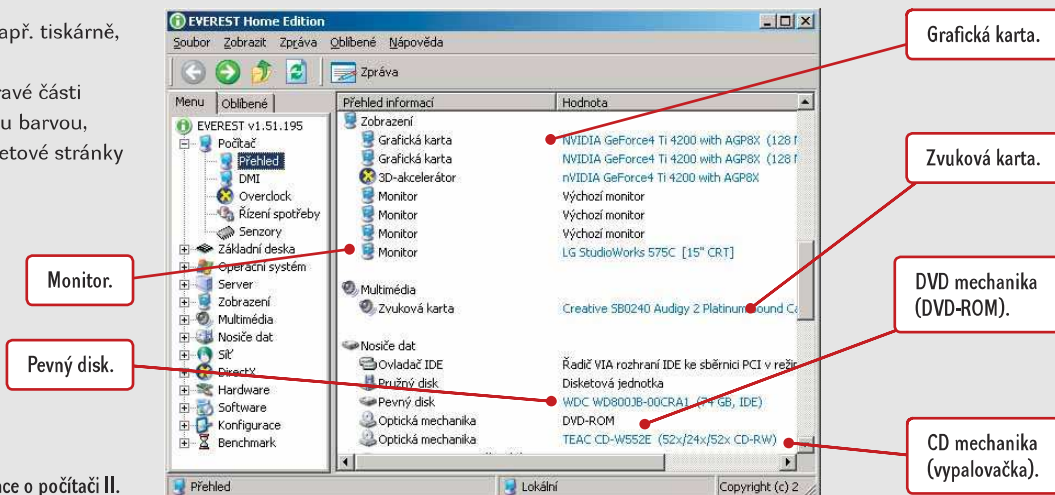 apř. tiskárně,
avé části
u barvou,
etové stránky
EVEREST Home Edition
Soubor Zobrazit Zpráva Oblíbené Nápověda
Zpráva
Menu Oblíbené
EVEREST v1.51.195
Počítač
Přehled
DMI
Overclock
Řízení spotřeby
Senzory
Základní deska
Operační systém
Server
Zobrazení
Multimédia
Nosiče dat
Síť
DirectX
Hardware
Software
Konfigurace
Benchmark
Přehled informací Hodnota
Zobrazení
Grafická karta NVIDIA GeForce4 Ti 4200 with AGP8X (128
Grafická karta NVIDIA GeForce4 Ti 4200 with AGP8X (128
3D-akcelerátor nVIDIA GeForce4 Ti 4200 with AGP8X
Monitor Výchozí monitor
Monitor Výchozí monitor
Monitor Výchozí monitor
Monitor LG StudioWorks 575C [15" CRT]
Multimédia
Zvuková karta Creative SB0240 Audigy 2 Platinum Sound Ca
Nosiče dat
Ovladač IDE Řadič VIA rozhraní IDE ke sběrnici PCI v režim
Pružný disk Disketová jednotka
Pevný disk WDC WD800JB-00CRA1 (74 GB, IDE)
Optická mechanika DVD-ROM
Optická mechanika TEAC CD-W552E (52x/24x/52x CD-RW)
Přehled Lokální Copyright (c) 2
Grafická karta.
Zvuková karta.
DVD mechanika
(DVD-ROM).
CD mechanika
(vypalovačka).
Monitor.
Pevný disk.
ce o počítači II.